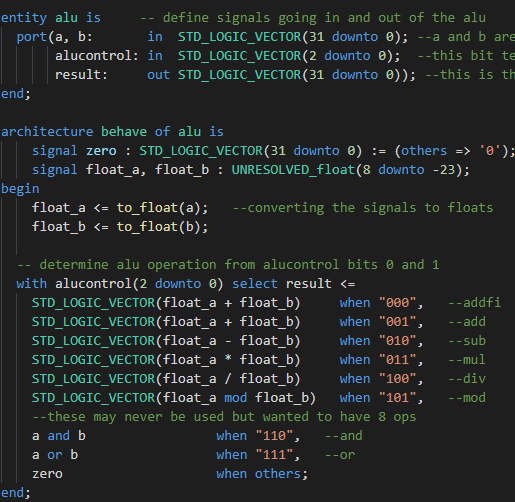 entity alu is     -- define signals going in and out of the alu
  port(a, b:       in  STD_LOGIC_VECTOR(31 downto 0); --a and b are
       alucontrol: in  STD_LOGIC_VECTOR(2 downto 0);  --this bit te
       result:     out STD_LOGIC_VECTOR(31 downto 0)); --this is th
end;

architecture behave of alu is
    signal zero : STD_LOGIC_VECTOR(31 downto 0) := (others => '0');
    signal float_a, float_b : UNRESOLVED_float(8 downto -23);
begin
    float_a <= to_float(a);   --converting the signals to floats
    float_b <= to_float(b);

  -- determine alu operation from alucontrol bits 0 and 1
  with alucontrol(2 downto 0) select result <=
    STD_LOGIC_VECTOR(float_a + float_b)     when "000",   --addfi
    STD_LOGIC_VECTOR(float_a + float_b)     when "001",   --add
    STD_LOGIC_VECTOR(float_a - float_b)     when "010",   --sub
    STD_LOGIC_VECTOR(float_a * float_b)     when "011",   --mul
    STD_LOGIC_VECTOR(float_a / float_b)     when "100",   --div
    STD_LOGIC_VECTOR(float_a mod float_b)   when "101",   --mod
    --these may never be used but wanted to have 8 ops
    a and b                 when "110",    --and
    a or b                  when "111",    --or
    zero                    when others;
end;